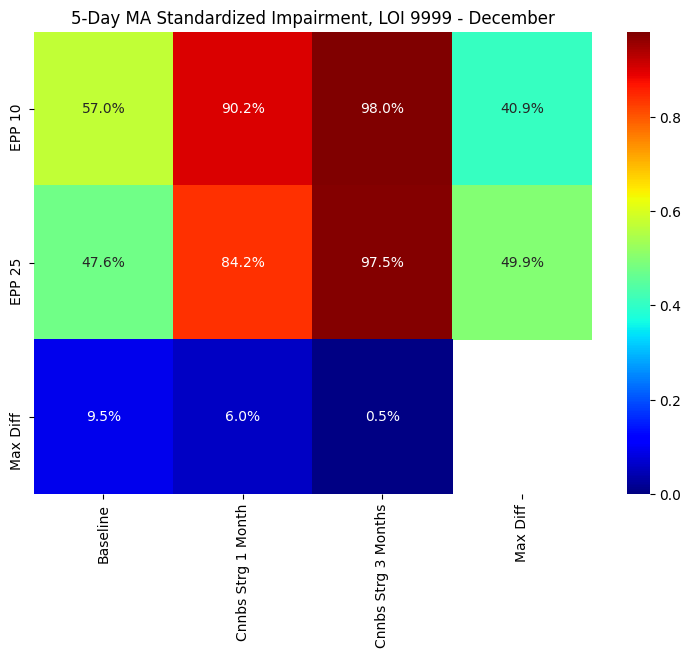 5-Day MA Standardized Impairment, LOI 9999 - December
EPP 10
57.0%
90.2%
98.0%
40.9%
EPP 25
47.6%
84.2%
97.5%
49.9%
Max Diff
9.5%
6.0%
0.5%
Baseline
Cnnbs Strg 1 Month
Cnnbs Strg 3 Months
Max Diff
0.8
0.6
0.4
0.2
0.0